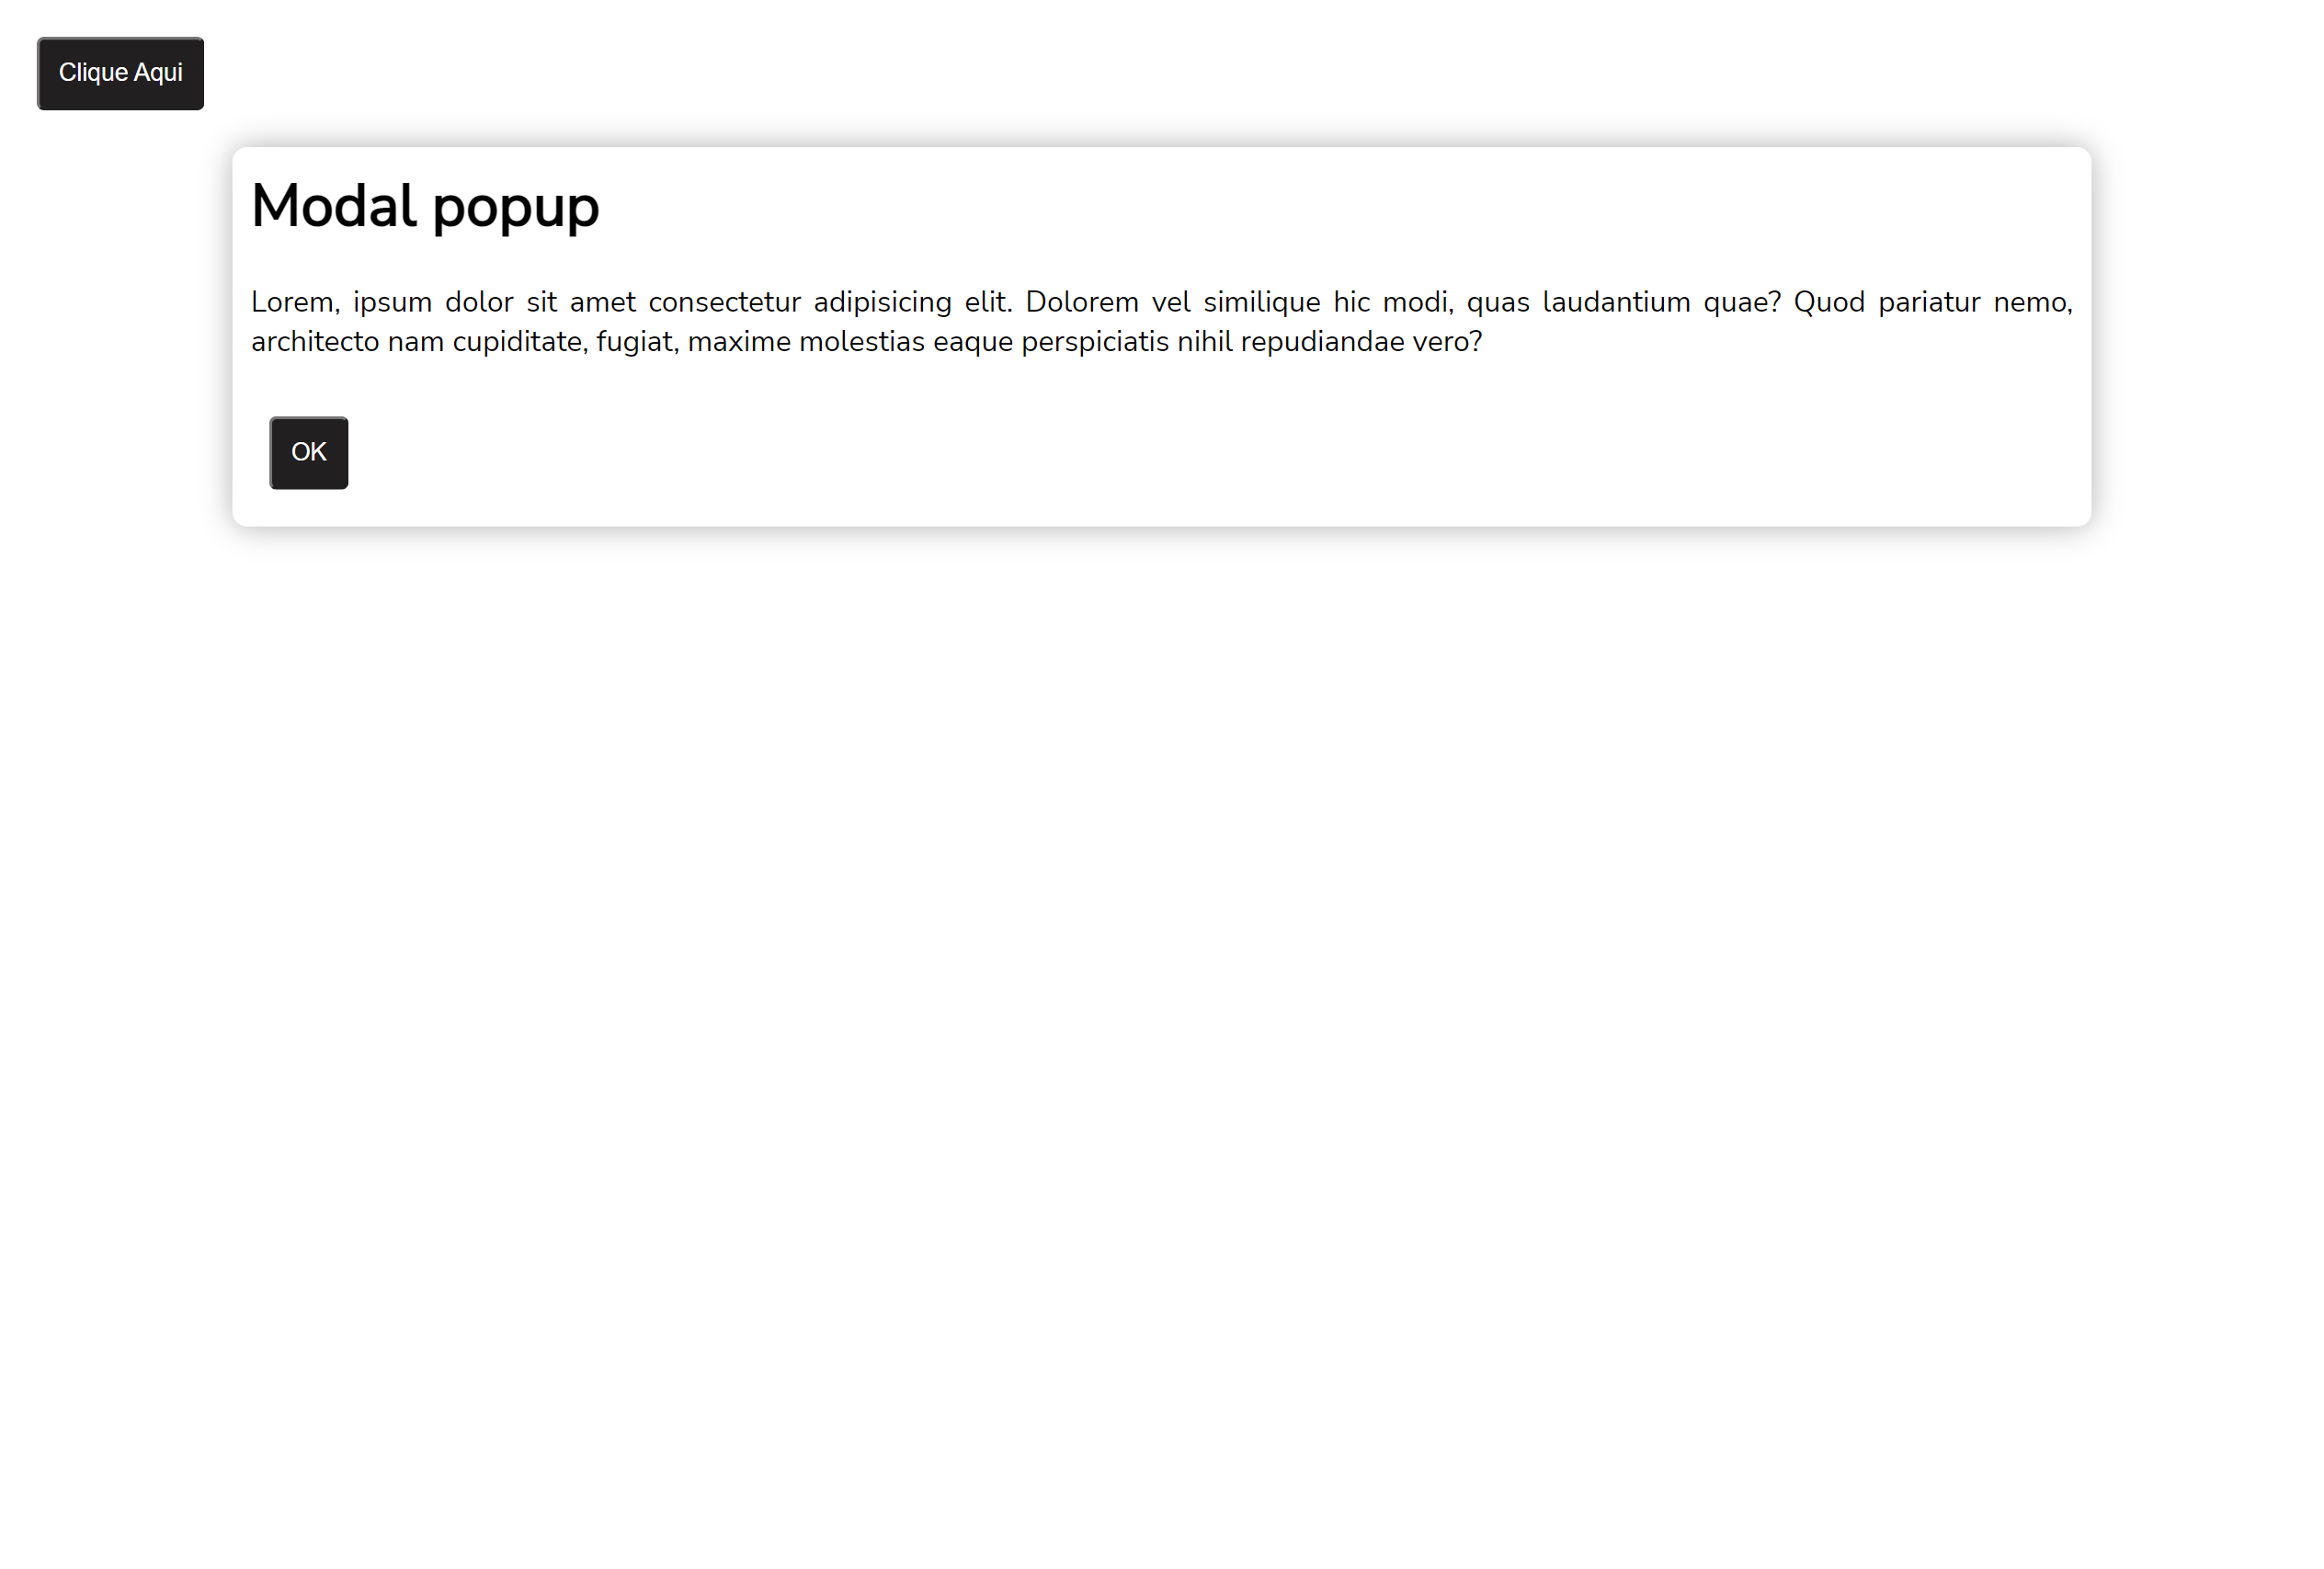 Clique Aqui
Modal popup
Lorem, ipsum dolor sit amet consectetur adipisicing elit. Dolorem vel similique hic modi, quas laudantium quae? Quod pariatur nemo,
architecto nam cupiditate, fugiat, maxime molestias eaque perspiciatis nihil repudiandae vero?
OK